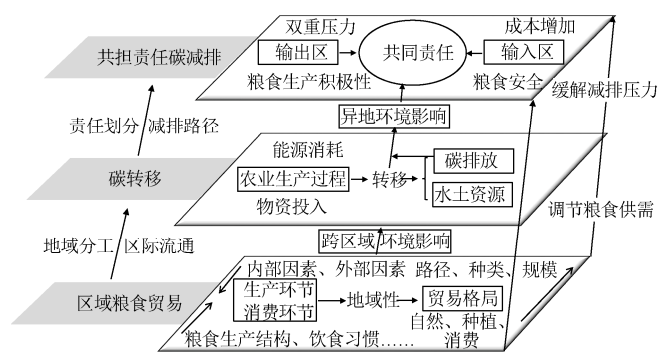 双重压力
成本增加
共担责任碳减排
输出区
共同责任
输入区
粮食生产积极性
粮食安全
缓解减排压力
责任划分
减排路径
异地环境影响
能源消耗
碳排放
碳转移
农业生产过程
转移
水土资源
物资投入
调节粮食供需
地域分工
区际流通
跨区域
环境影响
内部因素、外部因素
路径、种类、规模
区域粮食贸易
生产环节
消费环节
地域性
贸易格局
自然、种植、
粮食生产结构、饮食习惯……
消费